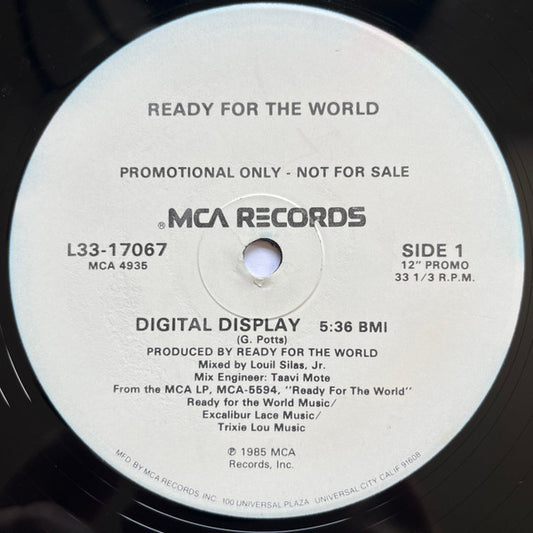 READY FOR THE WORLD
PROMOTIONAL ONLY - NOT FOR SALE
®MCA RECORDS
L33-17067
MCA 4935
SIDE 1
12" PROMO
33 1/3 R.P.M.
DIGITAL DISPLAY 5:36 BMI
(G. Potts)
PRODUCED BY READY FOR THE WORLD
Mixed by Louil Silas, Jr.
Mix Engineer: Taavi Mote
From the MCA LP, MCA-5594, "Ready For The World"
Ready for the World Music/
Excalibur Lace Music/
Trixie Lou Music
℗ 1985 MCA
Records, Inc.
MFD. BY MCA RECORDS INC. 100 UNIVERSAL PLAZA. UNIVERSAL CITY CALIF 91608